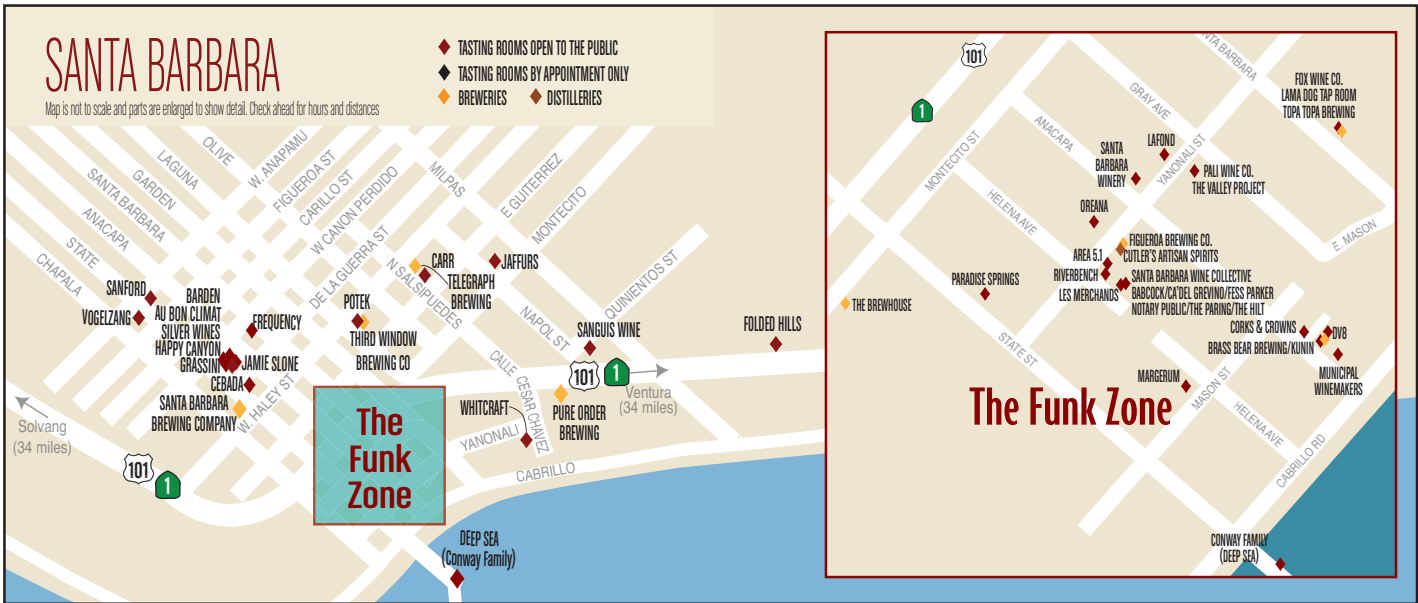 SANTA BARBARA
Map is not to scale and parts are enlarged to show detail. Check ahead for hours and distances
TASTING ROOMS OPEN TO THE PUBLIC
TASTING ROOMS BY APPOINTMENT ONLY
BREWERIES
DISTILLERIES
OLIVE
LAGUNA
GARDEN
SANTA BARBARA
ANACAPA
STATE
CHAPALA
W. ANAPAMU
FIGUEROA ST
CARILLO ST
W CANON PERDIDO
DE LA GUERRA ST
N SALSIPUEDES
MILPAS
E GUITERREZ
MONTECITO
NAPOL ST
QUINIENTOS ST
CALLE CESAR CHAVEZ
YANONALI
CABRILLO
W. HALEY ST
SANFORD
VOGELZANG
BARDEN
AU BON CLIMAT
SILVER WINES
HAPPY CANYON
GRASSINI
FREQUENCY
JAMIE SLONE
CEBADA
SANTA BARBARA
BREWING COMPANY
POTEK
THIRD WINDOW
BREWING CO
CARR
TELEGRAPH
BREWING
JAFFURS
SANGUIS WINE
FOLDED HILLS
WHITCRAFT
PURE ORDER
BREWING
101
1
Ventura
(34 miles)
Solvang
(34 miles)
101
1
The
Funk
Zone
DEEP SEA
(Conway Family)
101
1
NTA BARBARA
GRAY AVE
ANACAPA
MONTECITO ST
HELENA AVE
YANONALI ST
E. MASON
STATE ST
MASON ST
HELENA AVE
CABRILLO RD
FOX WINE CO.
LAMA DOG TAP ROOM
TOPA TOPA BREWING
LAFOND
SANTA
BARBARA
WINERY
PALI WINE CO.
THE VALLEY PROJECT
OREANA
FIGUEROA BREWING CO.
CUTLER'S ARTISAN SPIRITS
AREA 5.1
RIVERBENCH
LES MERCHANDS
SANTA BARBARA WINE COLLECTIVE
BABCOCK/CA'DEL GREVINO/FESS PARKER
NOTARY PUBLIC/THE PARING/THE HILT
PARADISE SPRINGS
THE BREWHOUSE
CORKS & CROWNS
DV8
BRASS BEAR BREWING/KUNIN
MUNICIPAL
WINEMAKERS
MARGERUM
The Funk Zone
CONWAY FAMILY
(DEEP SEA)